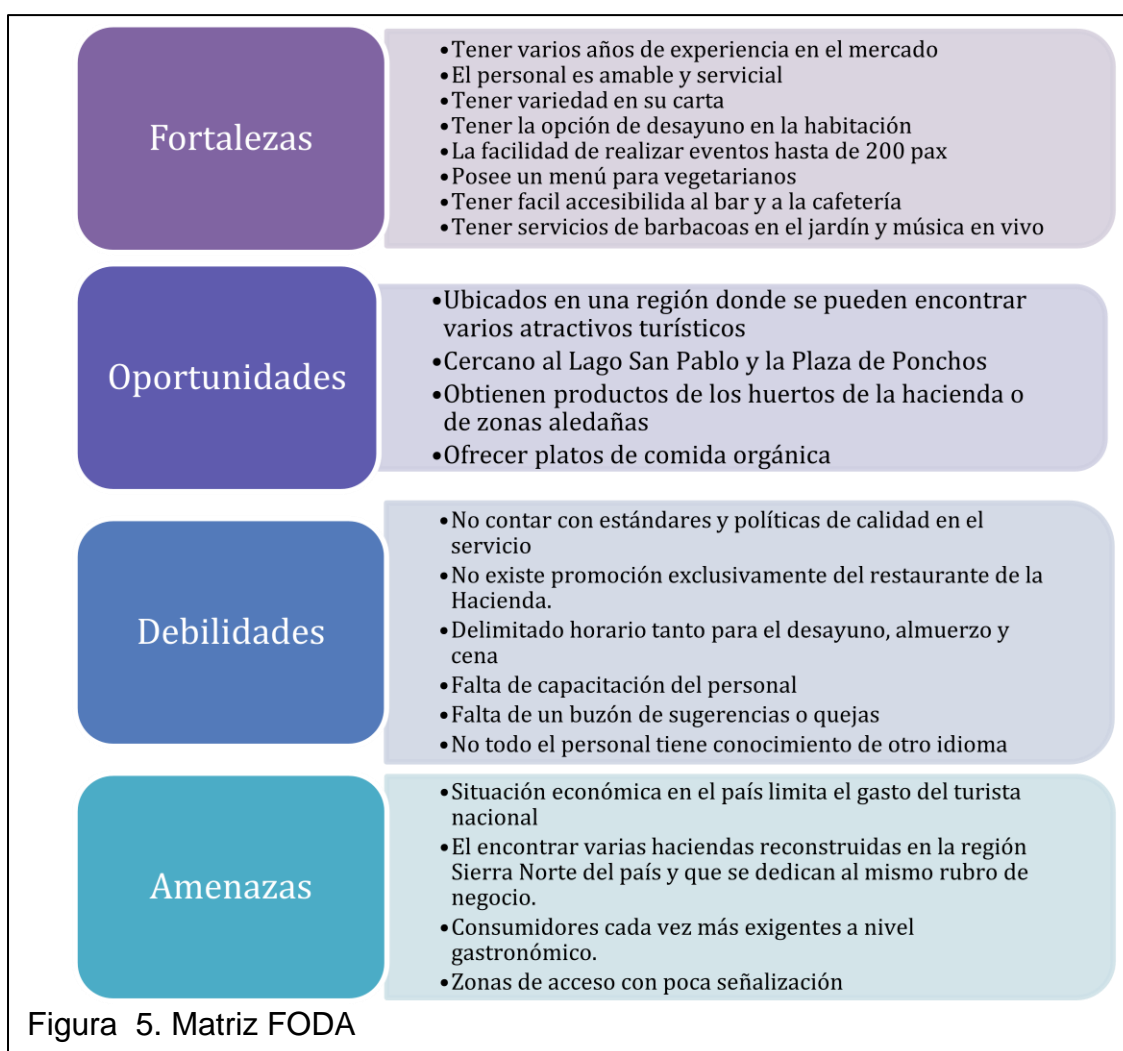 Fortalezas
•Tener varios años de experiencia en el mercado
•El personal es amable y servicial
•Tener variedad en su carta
•Tener la opción de desayuno en la habitación
•La facilidad de realizar eventos hasta de 200 pax
•Posee un menú para vegetarianos
•Tener facil accesibilida al bar y a la cafetería
•Tener servicios de barbacoas en el jardín y música en vivo
Oportunidades
•Ubicados en una región donde se pueden encontrar
varios atractivos turísticos
•Cercano al Lago San Pablo y la Plaza de Ponchos
•Obtienen productos de los huertos de la hacienda o
de zonas aledañas
•Ofrecer platos de comida orgánica
Debilidades
•No contar con estándares y políticas de calidad en el
servicio
•No existe promoción exclusivamente del restaurante de la
Hacienda.
•Delimitado horario tanto para el desayuno, almuerzo y
cena
•Falta de capacitación del personal
•Falta de un buzón de sugerencias o quejas
•No todo el personal tiene conocimiento de otro idioma
Amenazas
•Situación económica en el país limita el gasto del turista
nacional
•El encontrar varias haciendas reconstruidas en la región
Sierra Norte del país y que se dedican al mismo rubro de
negocio.
•Consumidores cada vez más exigentes a nivel
gastronómico.
•Zonas de acceso con poca señalización
Figura  5. Matriz FODA